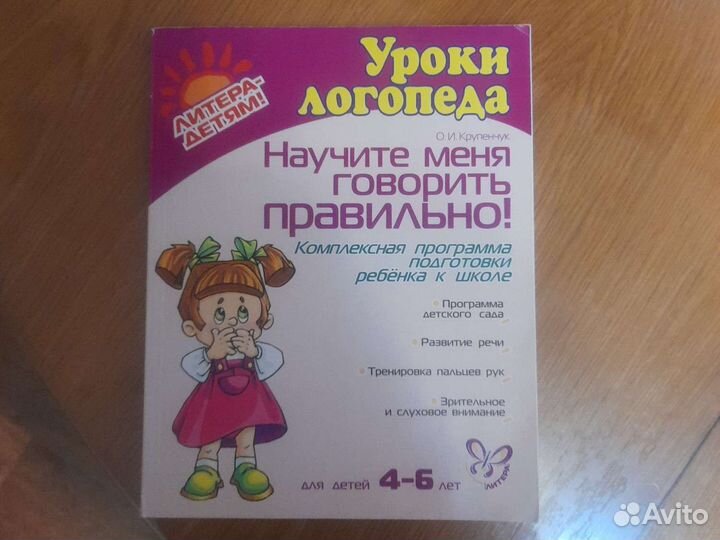 ЛИТЕРА-
ДЕТЯМ!
Уроки
логопеда
О. И. Крупенчук
Научите меня
говорить
правильно!
Комплексная программа
подготовки
ребёнка к школе
Программа
детского сада
Развитие речи
Тренировка пальцев рук
Зрительное
и слуховое внимание
для детей 4-6 лет
ЛИТЕРА
Avito